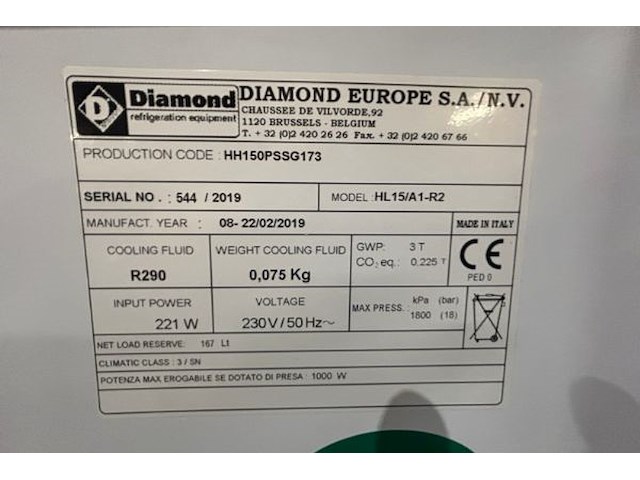 D
Diamond
refrigeration equipment
DIAMOND EUROPE S.A./N.V.
CHAUSSEE DE VILVORDE,92
1120 BRUSSELS - BELGIUM
T. + 32 (0)2 420 26 26 Fax. + 32 (0)2 420 67 66
PRODUCTION CODE : HH150PSSG173
SERIAL NO. : 544 / 2019 MODEL: HL15/A1-R2
MANUFACT. YEAR : 08- 22/02/2019 MADE IN ITALY
COOLING FLUID
R290
WEIGHT COOLING FLUID
0,075 Kg
GWP: 3 T
CO2 eq.: 0,225 T
CE
PED 0
INPUT POWER
221 W
VOLTAGE
230V/50Hz~
MAX PRESS. : kPa (bar)
1800 (18)
NET LOAD RESERVE: 167 Lt
CLIMATIC CLASS : 3 / SN
POTENZA MAX EROGABILE SE DOTATO DI PRESA : 1000 W